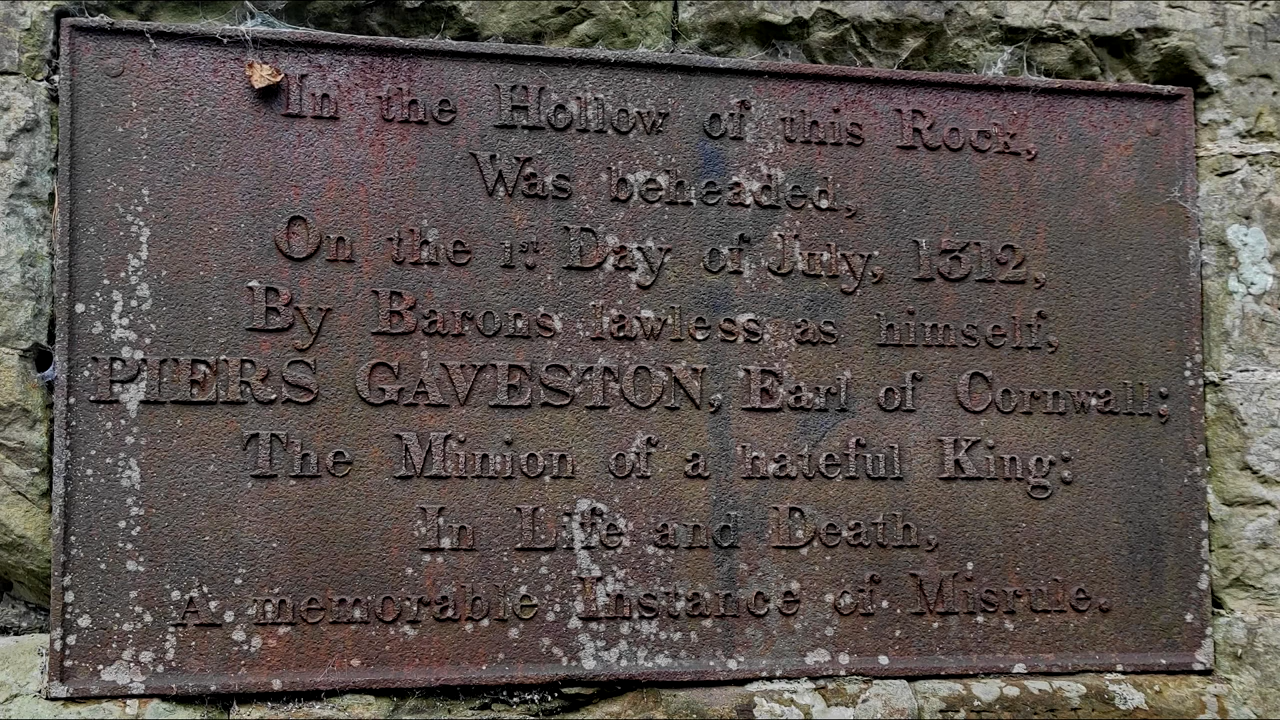 In the Hollow of this Rock,
Was beheaded,
On the 1st Day of July, 1312,
By Barons lawless as himself,
PIERS GAVESTON, Earl of Cornwall;
The Minion of a hateful King:
In Life and Death,
A memorable Instance of Misrule.